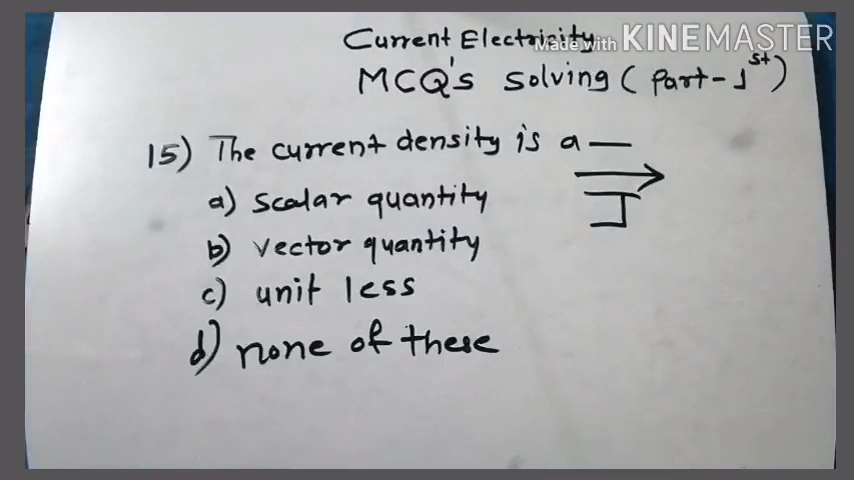 Current Electricity
Made with KINEMASTER
MCQ's Solving (Part-1st)
15) The current density is a —
a) scalar quantity
J
b) vector quantity
c) unit less
d) none of these